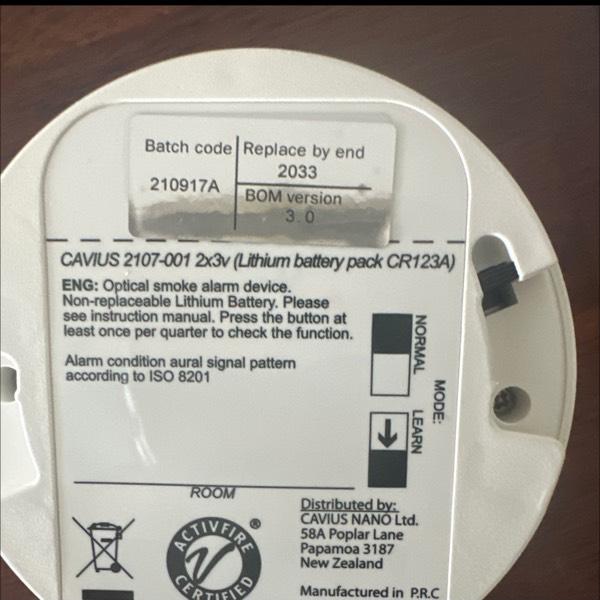 Batch code
Replace by end
2033
210917A
BOM version
3.0
CAVIUS 2107-001 2x3v (Lithium battery pack CR123A)
ENG: Optical smoke alarm device.
Non-replaceable Lithium Battery. Please
see instruction manual. Press the button at
least once per quarter to check the function.
Alarm condition aural signal pattern
according to ISO 8201
NORMAL
MODE:
LEARN
ROOM
ACTIVFIRE ®
CERTIFIED
Distributed by:
CAVIUS NANO Ltd.
58A Poplar Lane
Papamoa 3187
New Zealand
Manufactured in P.R.C